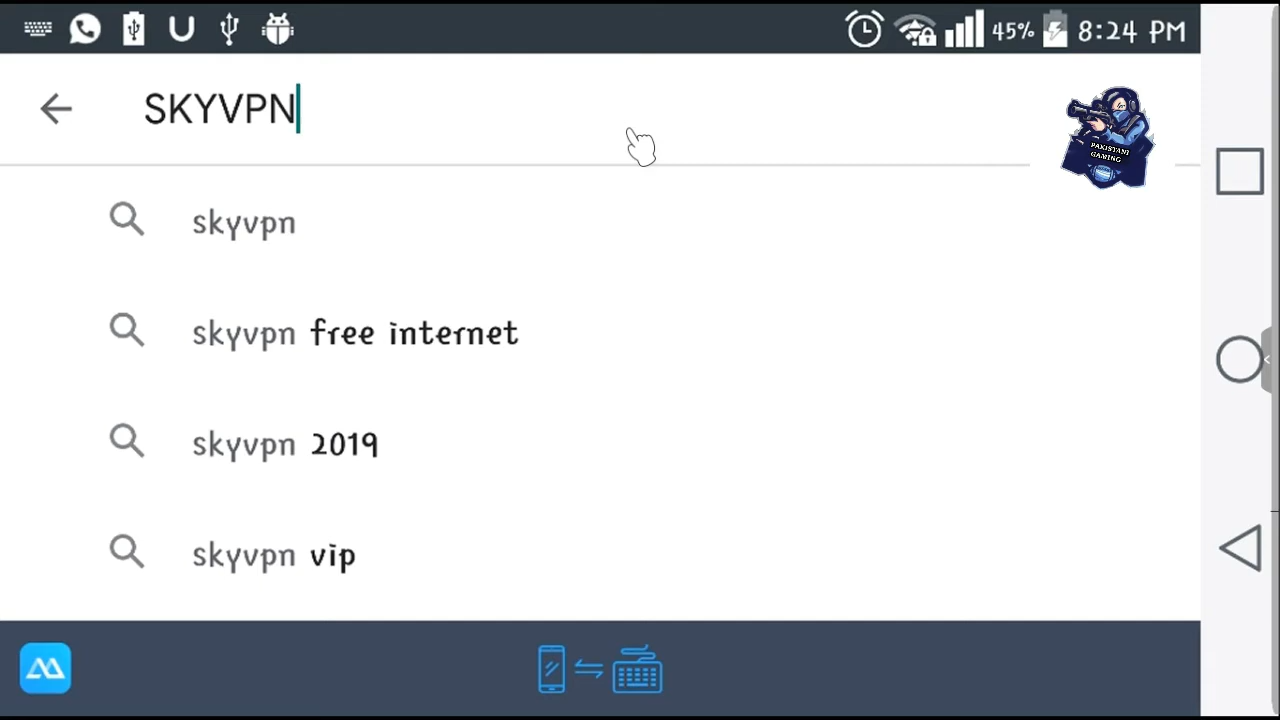 45% 8:24 PM
SKYVPN
PAKISTANI
GAMING
skyvpn
skyvpn free internet
skyvpn 2019
skyvpn vip